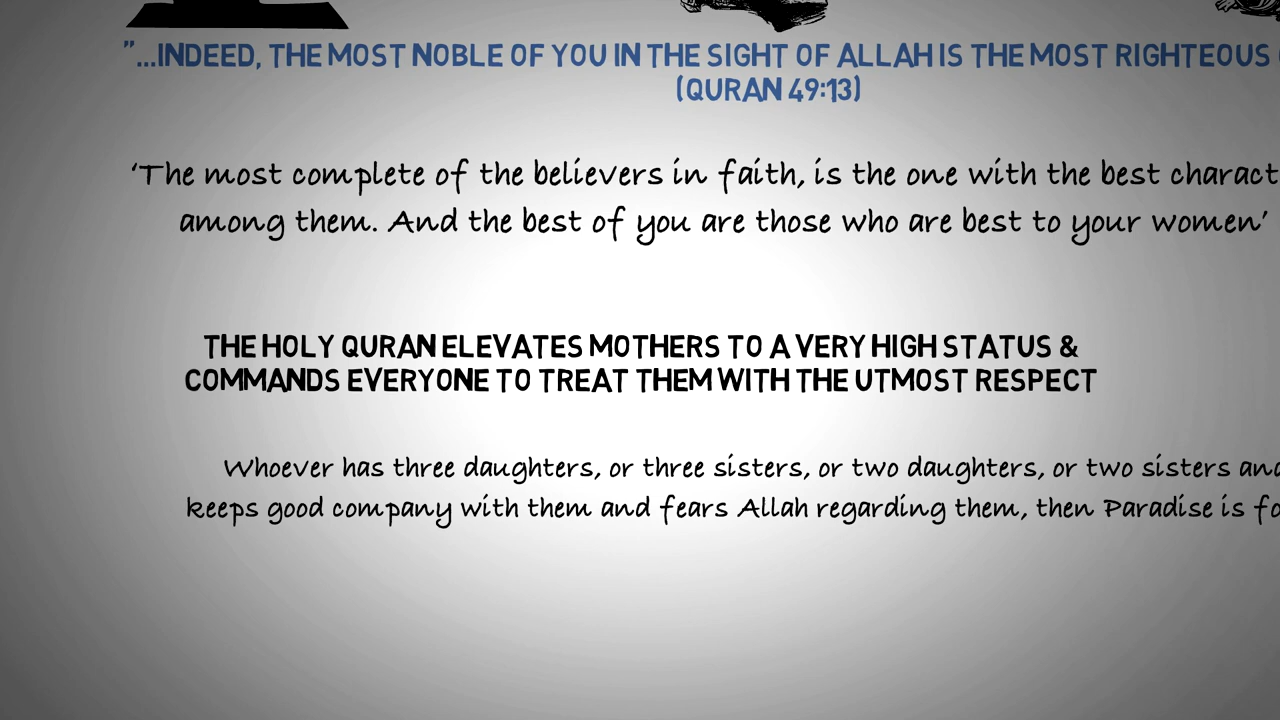 "...INDEED, THE MOST NOBLE OF YOU IN THE SIGHT OF ALLAH IS THE MOST RIGHTEOUS
(QURAN 49:13)
'The most complete of the believers in faith, is the one with the best charact
among them. And the best of you are those who are best to your women'
THE HOLY QURAN ELEVATES MOTHERS TO A VERY HIGH STATUS &
COMMANDS EVERYONE TO TREAT THEM WITH THE UTMOST RESPECT
Whoever has three daughters, or three sisters, or two daughters, or two sisters and
keeps good company with them and fears Allah regarding them, then Paradise is fo